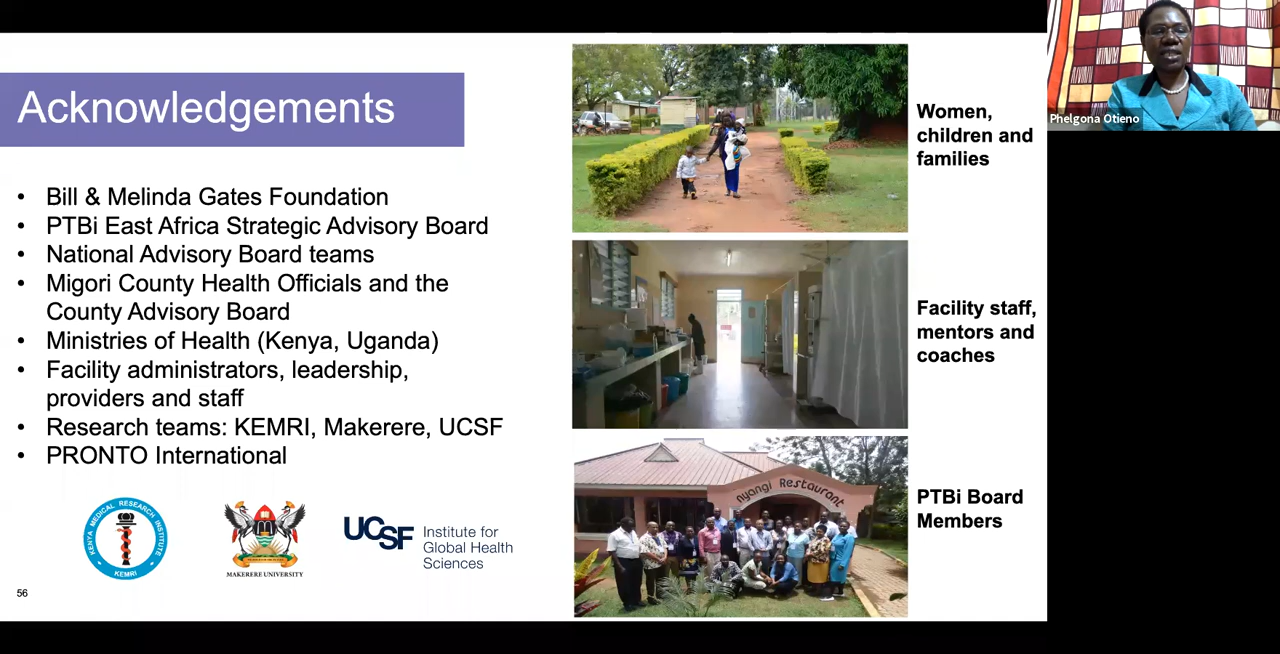 Acknowledgements
• Bill & Melinda Gates Foundation
• PTBi East Africa Strategic Advisory Board
• National Advisory Board teams
• Migori County Health Officials and the
County Advisory Board
• Ministries of Health (Kenya, Uganda)
• Facility administrators, leadership,
providers and staff
• Research teams: KEMRI, Makerere, UCSF
• PRONTO International
KENYA MEDICAL RESEARCH INSTITUTE
KEMRI
MAKERERE UNIVERSITY
UCSF
Institute for
Global Health
Sciences
56
Women,
children and
families
Facility staff,
mentors and
coaches
Nyangi Restaurant
PTBi Board
Members
Phelgona Otieno